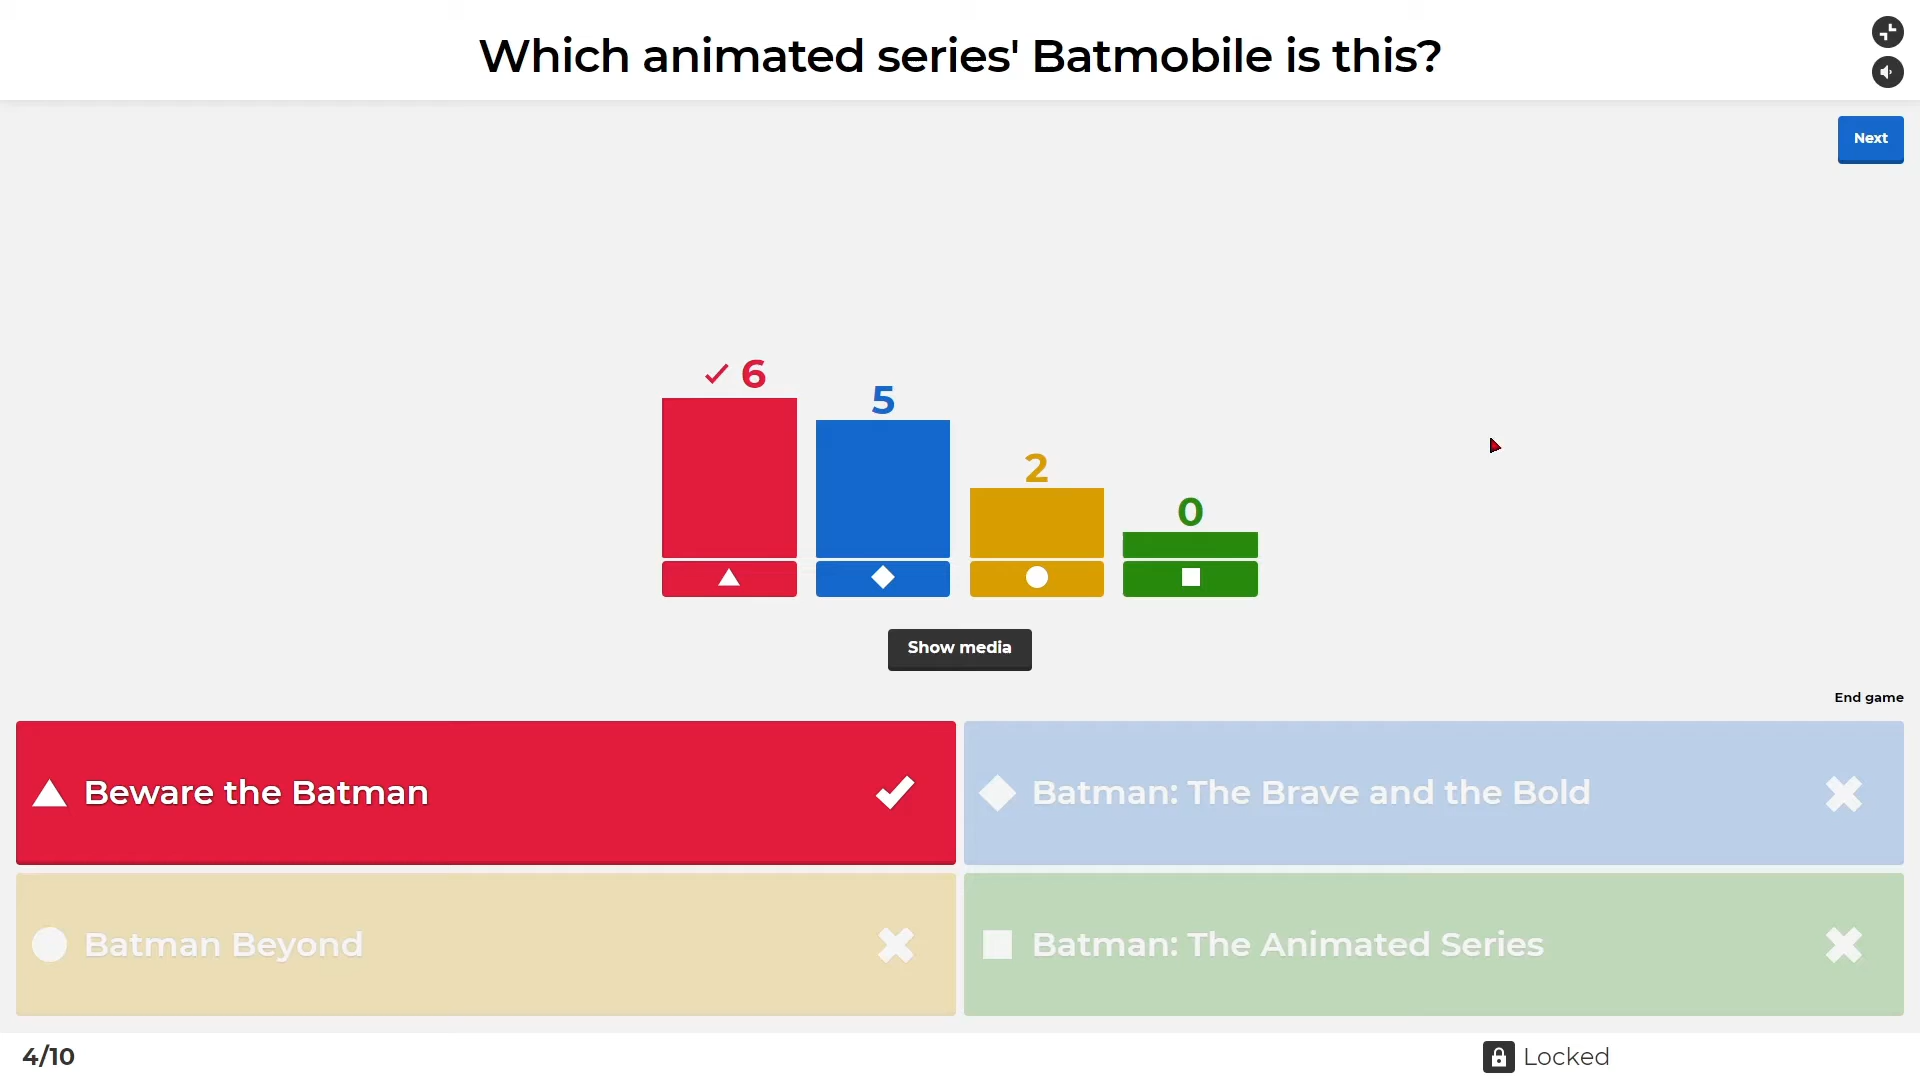 Which animated series' Batmobile is this?
Next
6
5
2
0
Show media
End game
Beware the Batman
Batman: The Brave and the Bold
Batman Beyond
Batman: The Animated Series
4/10
Locked